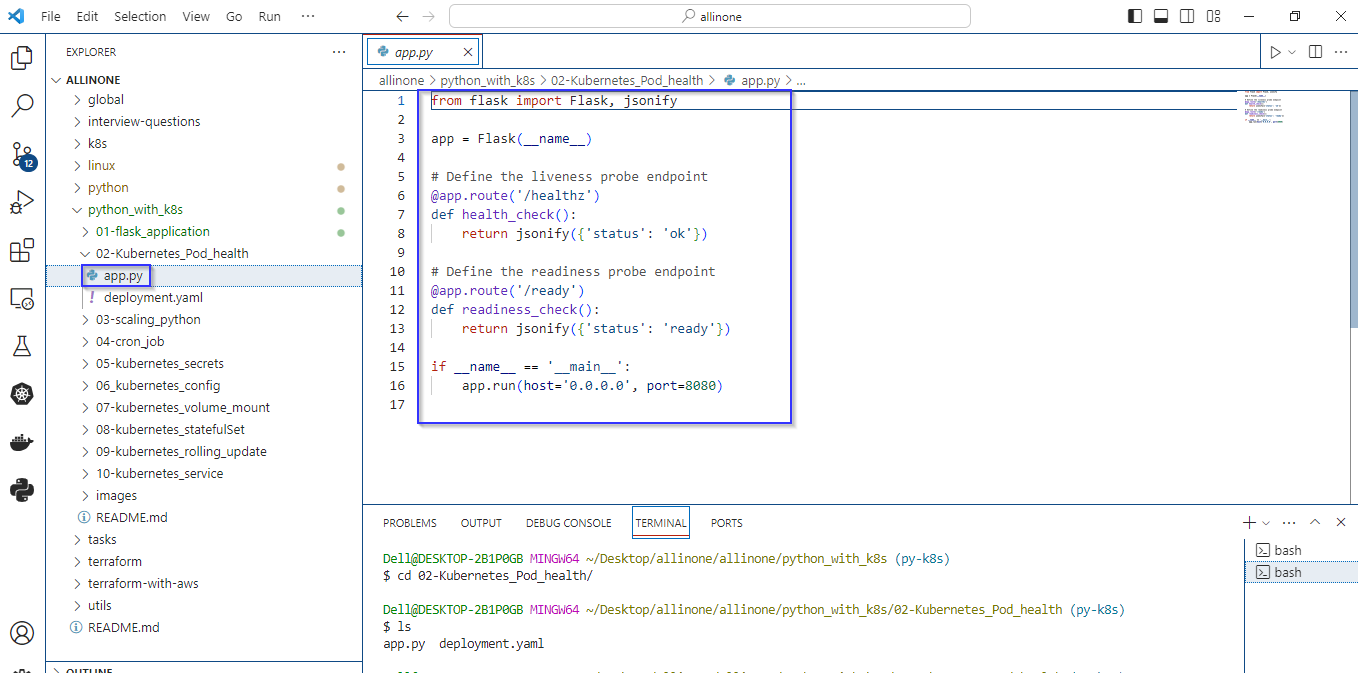 File Edit Selection View Go Run ···
allinone
EXPLORER
ALLINONE
global
interview-questions
k8s
linux
python
python_with_k8s
01-flask_application
02-Kubernetes_Pod_health
app.py
! deployment.yaml
03-scaling_python
04-cron_job
05-kubernetes_secrets
06_kubernetes_config
07-kubernetes_volume_mount
08-kubernetes_statefulSet
09-kubernetes_rolling_update
10-kubernetes_service
images
README.md
tasks
terraform
terraform-with-aws
utils
README.md
OUTLINE
12
app.py
allinone > python_with_k8s > 02-Kubernetes_Pod_health > app.py > ...
1 from flask import Flask, jsonify
2
3 app = Flask(__name__)
4
5 # Define the liveness probe endpoint
6 @app.route('/healthz')
7 def health_check():
8     return jsonify({'status': 'ok'})
9
10 # Define the readiness probe endpoint
11 @app.route('/ready')
12 def readiness_check():
13     return jsonify({'status': 'ready'})
14
15 if __name__ == '__main__':
16     app.run(host='0.0.0.0', port=8080)
17
PROBLEMS OUTPUT DEBUG CONSOLE TERMINAL PORTS
Dell@DESKTOP-2B1P0GB MINGW64 ~/Desktop/allinone/allinone/python_with_k8s (py-k8s)
$ cd 02-Kubernetes_Pod_health/
Dell@DESKTOP-2B1P0GB MINGW64 ~/Desktop/allinone/allinone/python_with_k8s/02-Kubernetes_Pod_health (py-k8s)
$ ls
app.py deployment.yaml
bash
bash